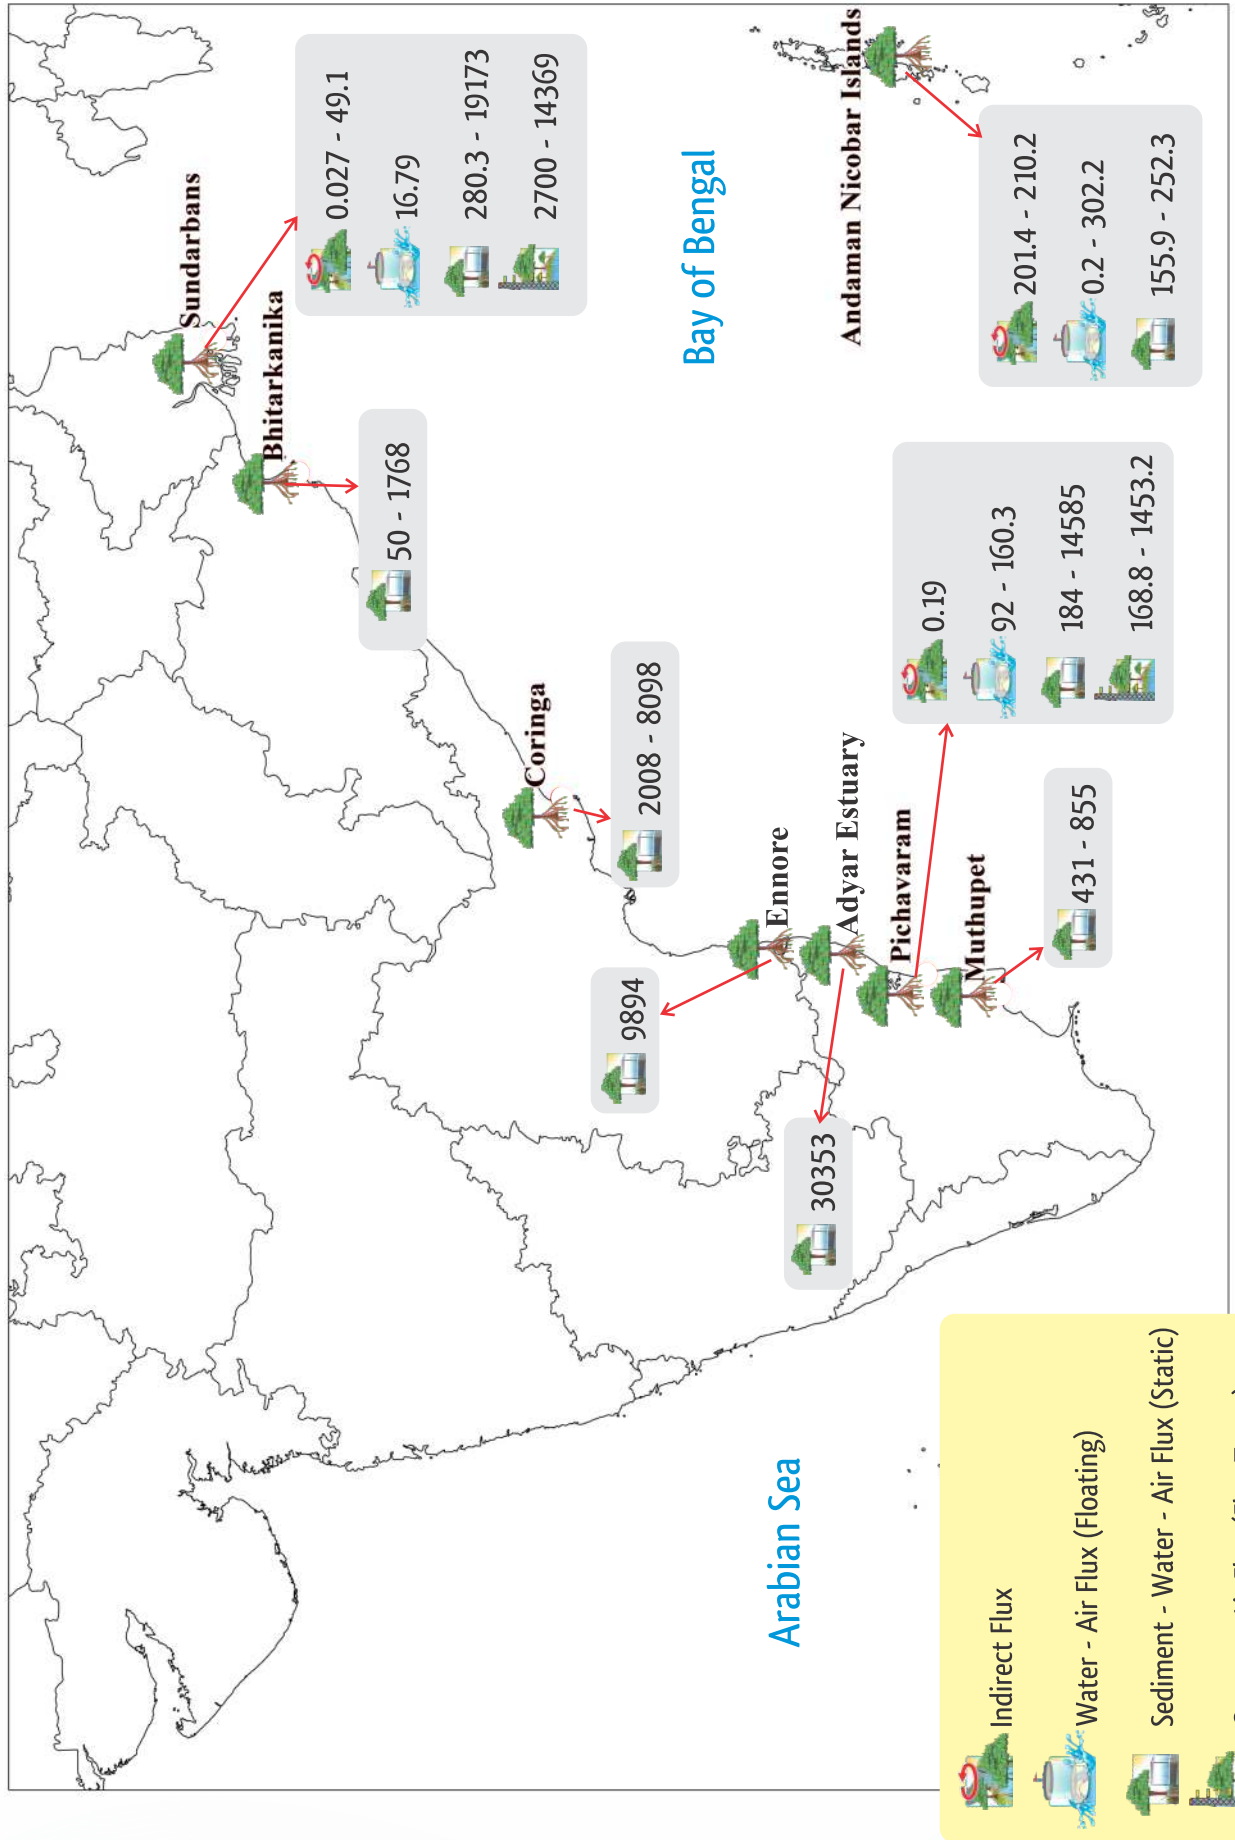 Sundarbans
0.027 - 49.1
16.79
280.3 - 19173
2700 - 14369
Bhitarkanika
50 - 1768
Coringa
2008 - 8098
Ennore
9894
Adyar Estuary
30353
Pichavaram
0.19
92 - 160.3
184 - 14585
168.8 - 1453.2
Muthupet
431 - 855
Bay of Bengal
Andaman Nicobar Islands
201.4 - 210.2
0.2 - 302.2
155.9 - 252.3
Arabian Sea
Indirect Flux
Water - Air Flux (Floating)
Sediment - Water - Air Flux (Static)